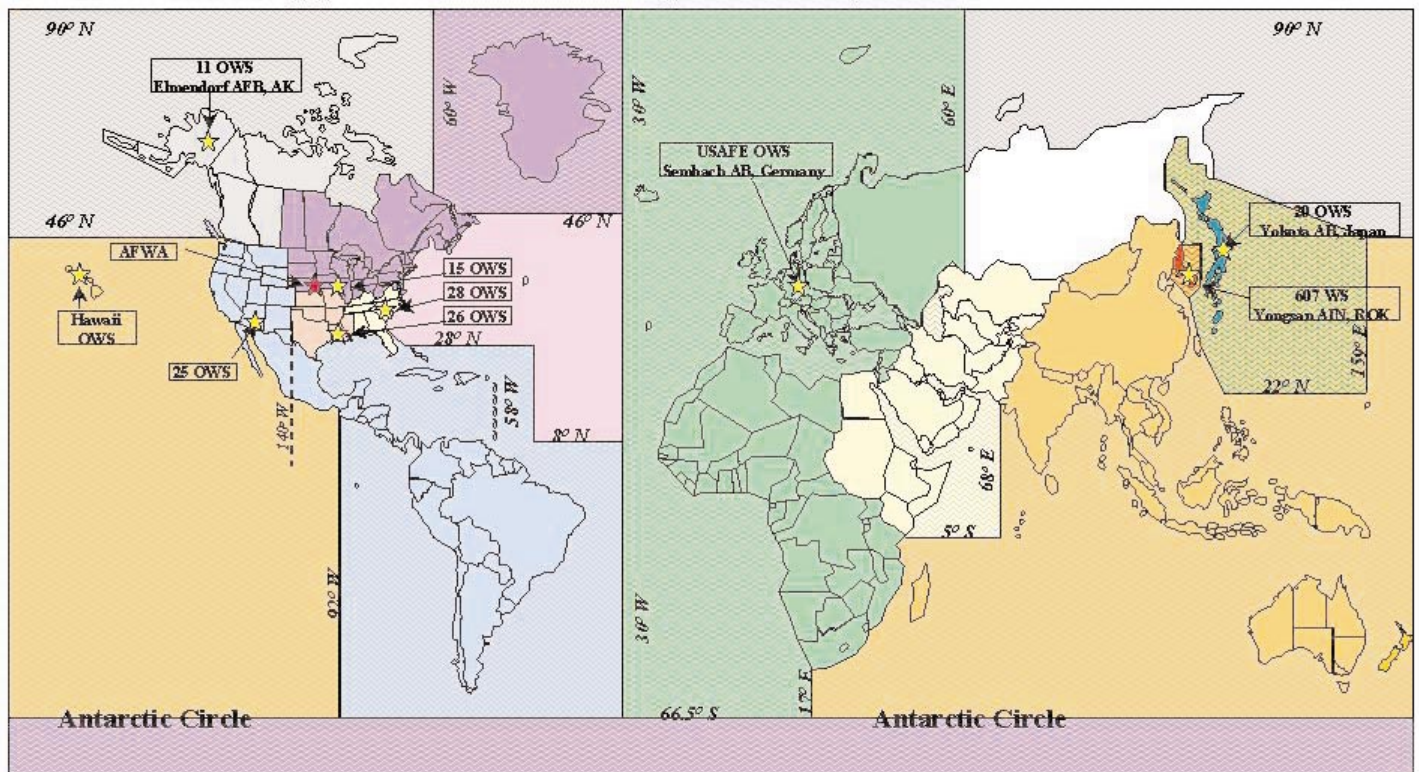 90° N
90° N
11 OWS
Elmendorf AFB, AK
60° W
30° W
60° E
USAFE OWS
Sembach AB, Germany
46° N
46° N
20 OWS
Yokota AB, Japan
AFWA
15 OWS
28 OWS
26 OWS
607 WS
Yongsan AIN, ROK
Hawaii
OWS
28° N
25 OWS
159° E
22° N
58° W
140° W
8° N
68° E
5° S
92° W
30° W
17° E
66.5° S
Antarctic Circle
Antarctic Circle